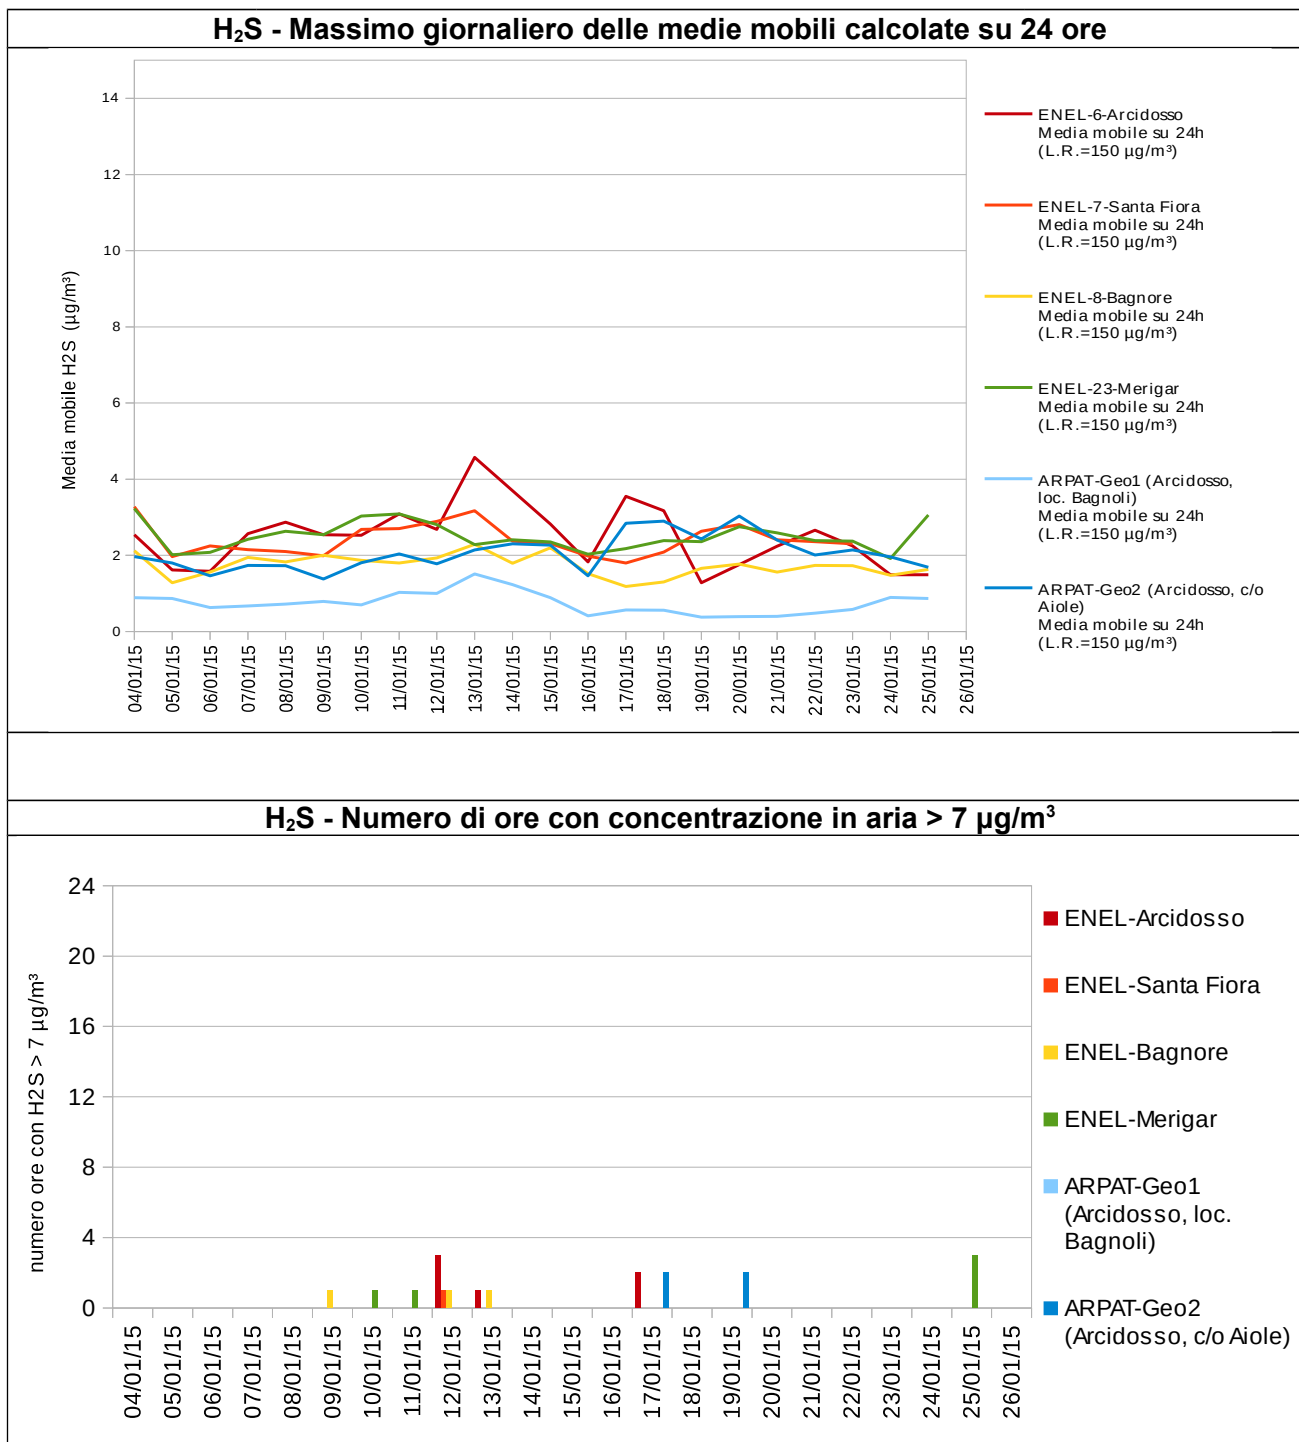 H₂S - Massimo giornaliero delle medie mobili calcolate su 24 ore
Media mobile H2S (µg/m³)
14
12
10
8
6
4
2
0
04/01/15
05/01/15
06/01/15
07/01/15
08/01/15
09/01/15
10/01/15
11/01/15
12/01/15
13/01/15
14/01/15
15/01/15
16/01/15
17/01/15
18/01/15
19/01/15
20/01/15
21/01/15
22/01/15
23/01/15
24/01/15
25/01/15
26/01/15
ENEL-6-Arcidosso
Media mobile su 24h
(L.R.=150 µg/m³)
ENEL-7-Santa Fiora
Media mobile su 24h
(L.R.=150 µg/m³)
ENEL-8-Bagnore
Media mobile su 24h
(L.R.=150 µg/m³)
ENEL-23-Merigar
Media mobile su 24h
(L.R.=150 µg/m³)
ARPAT-Geo1 (Arcidosso,
loc. Bagnoli)
Media mobile su 24h
(L.R.=150 µg/m³)
ARPAT-Geo2 (Arcidosso, c/o
Aiole)
Media mobile su 24h
(L.R.=150 µg/m³)
H₂S - Numero di ore con concentrazione in aria > 7 µg/m³
numero ore con H2S > 7 µg/m³
24
20
16
12
8
4
0
04/01/15
05/01/15
06/01/15
07/01/15
08/01/15
09/01/15
10/01/15
11/01/15
12/01/15
13/01/15
14/01/15
15/01/15
16/01/15
17/01/15
18/01/15
19/01/15
20/01/15
21/01/15
22/01/15
23/01/15
24/01/15
25/01/15
26/01/15
ENEL-Arcidosso
ENEL-Santa Fiora
ENEL-Bagnore
ENEL-Merigar
ARPAT-Geo1
(Arcidosso, loc.
Bagnoli)
ARPAT-Geo2
(Arcidosso, c/o Aiole)